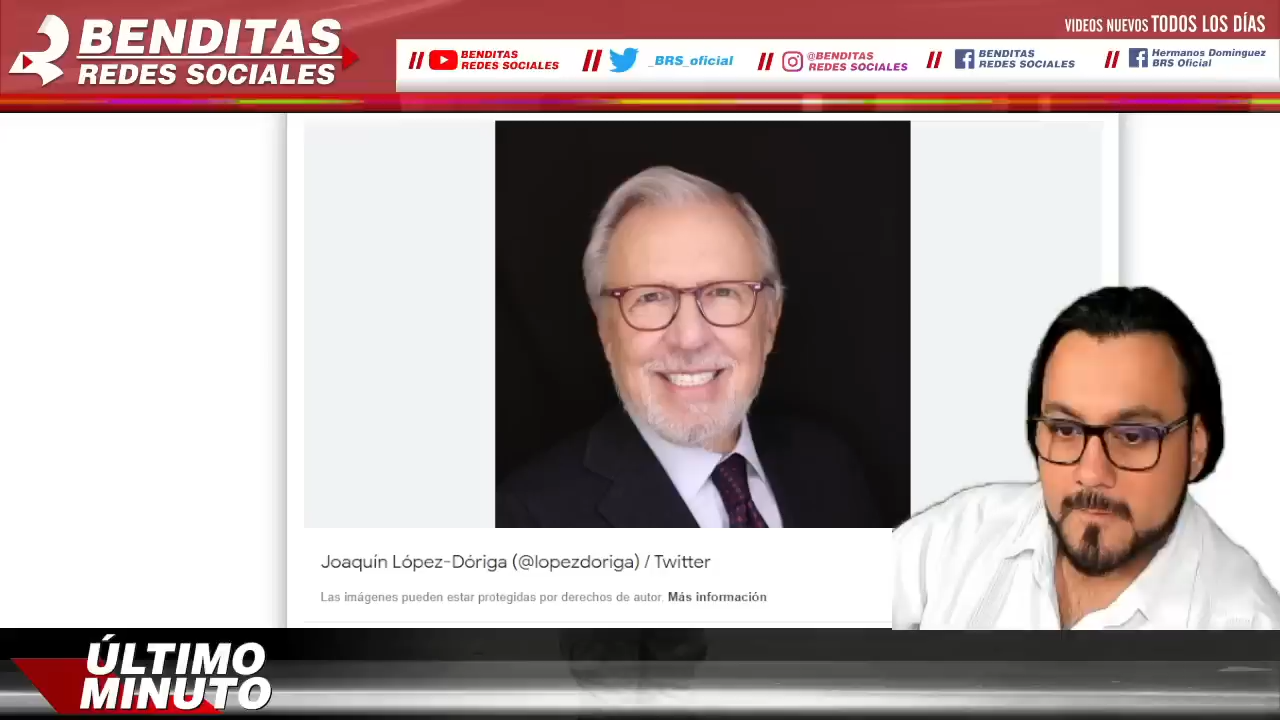 BENDITAS
REDES SOCIALES
VIDEOS NUEVOS TODOS LOS DÍAS
// BENDITAS
REDES SOCIALES
// _BRS_oficial
// @BENDITAS
REDES SOCIALES
// BENDITAS
REDES SOCIALES
// Hermanos Dominguez
BRS Oficial
Joaquín López-Dóriga (@lopezdoriga) / Twitter
Las imágenes pueden estar protegidas por derechos de autor. Más información
ÚLTIMO
MINUTO